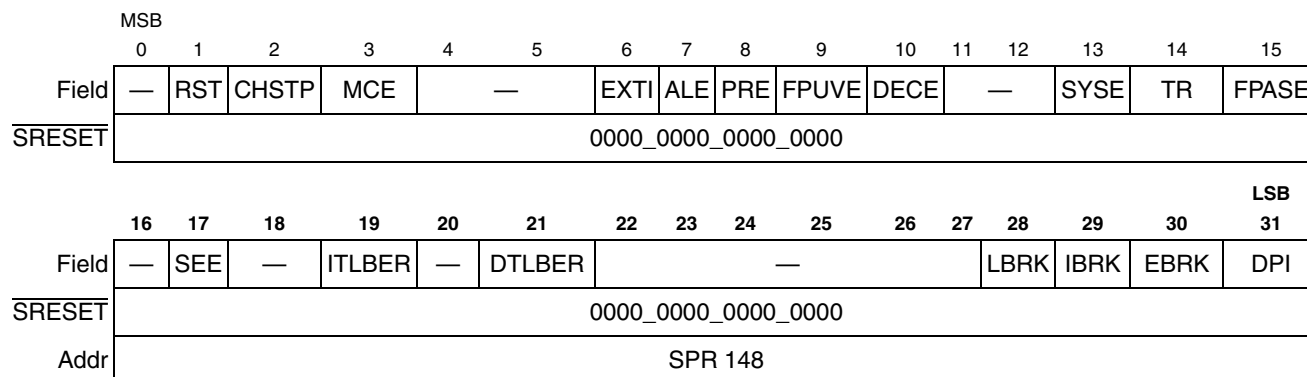 MSB
0 1 2 3 4 5 6 7 8 9 10 11 12 13 14 15
Field — RST CHSTP MCE — EXTI ALE PRE FPUVE DECE — SYSE TR FPASE
SRESET 0000_0000_0000_0000
LSB
16 17 18 19 20 21 22 23 24 25 26 27 28 29 30 31
Field — SEE — ITLBER — DTLBER — LBRK IBRK EBRK DPI
SRESET 0000_0000_0000_0000
Addr SPR 148